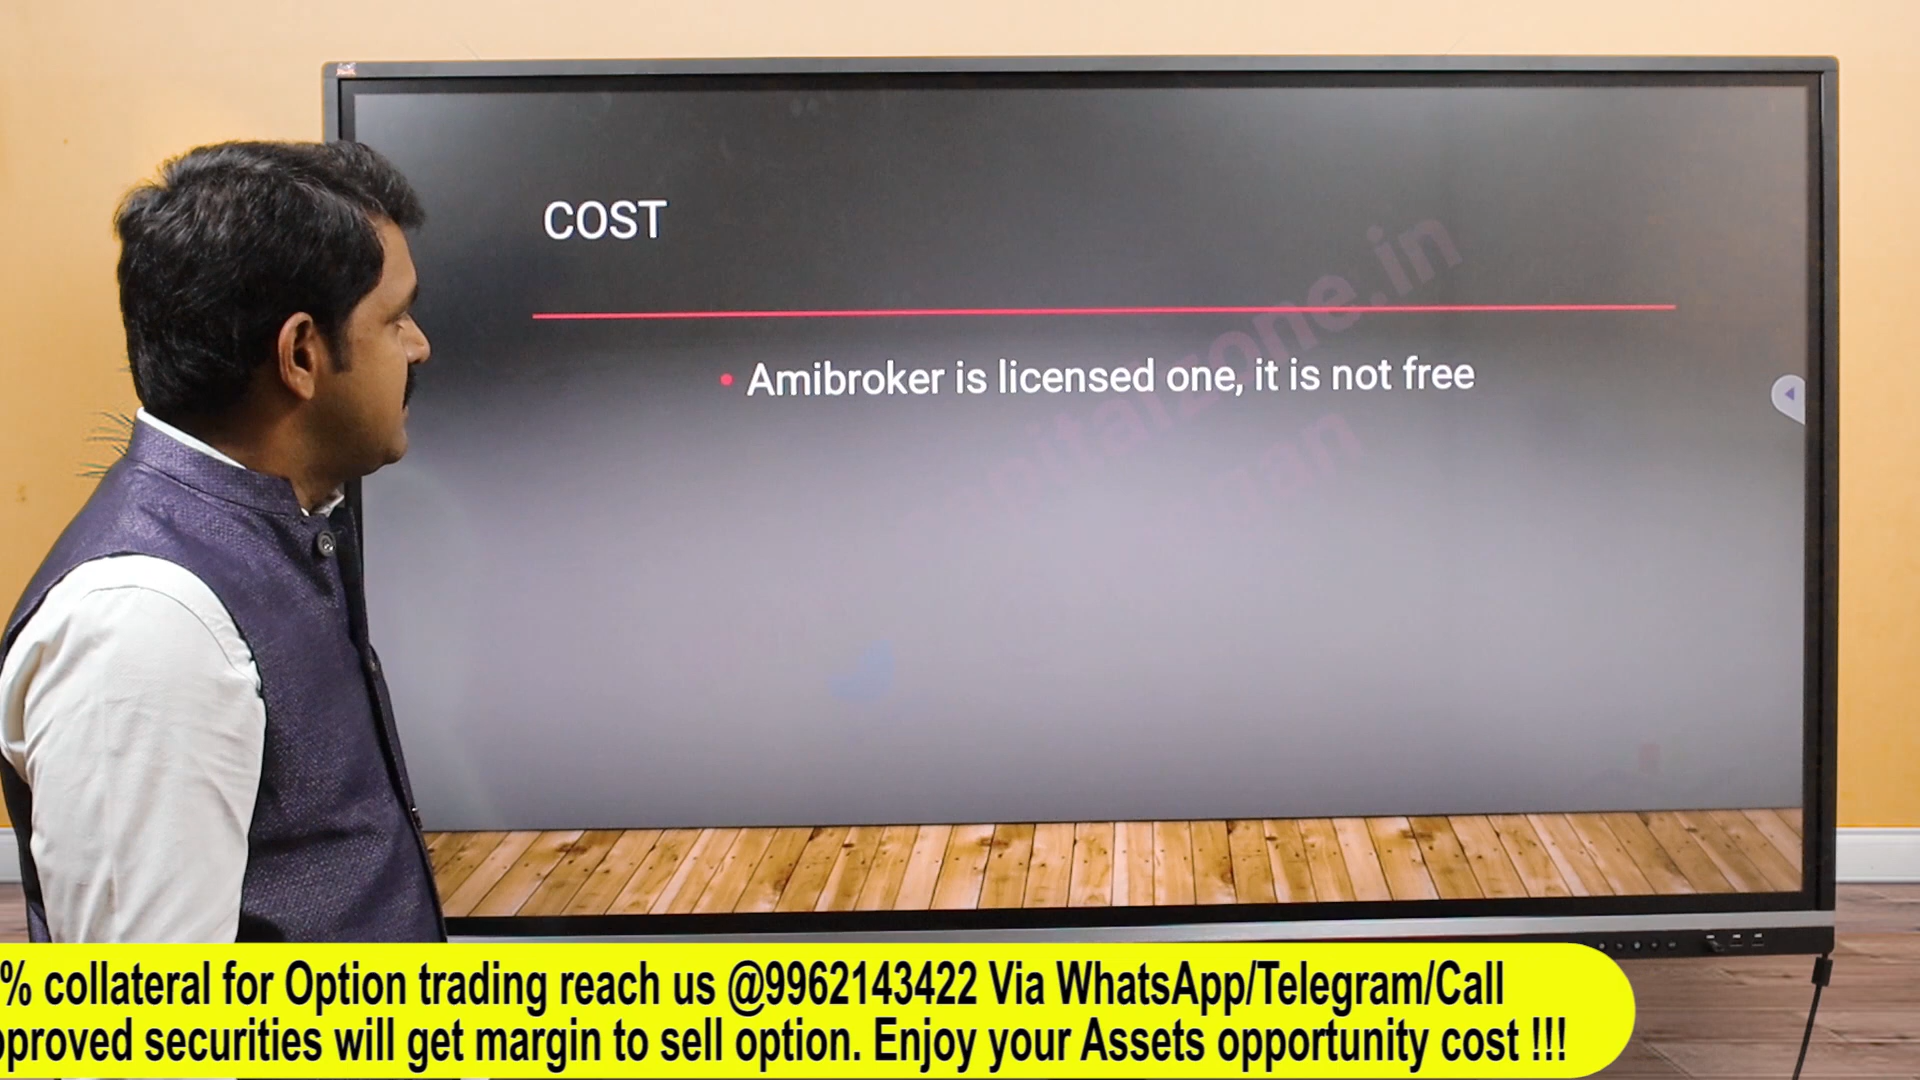 COST
• Amibroker is licensed one, it is not free
% collateral for Option trading reach us @9962143422 Via WhatsApp/Telegram/Call
securities will get margin to sell option. Enjoy your Assets opportunity cost !!!